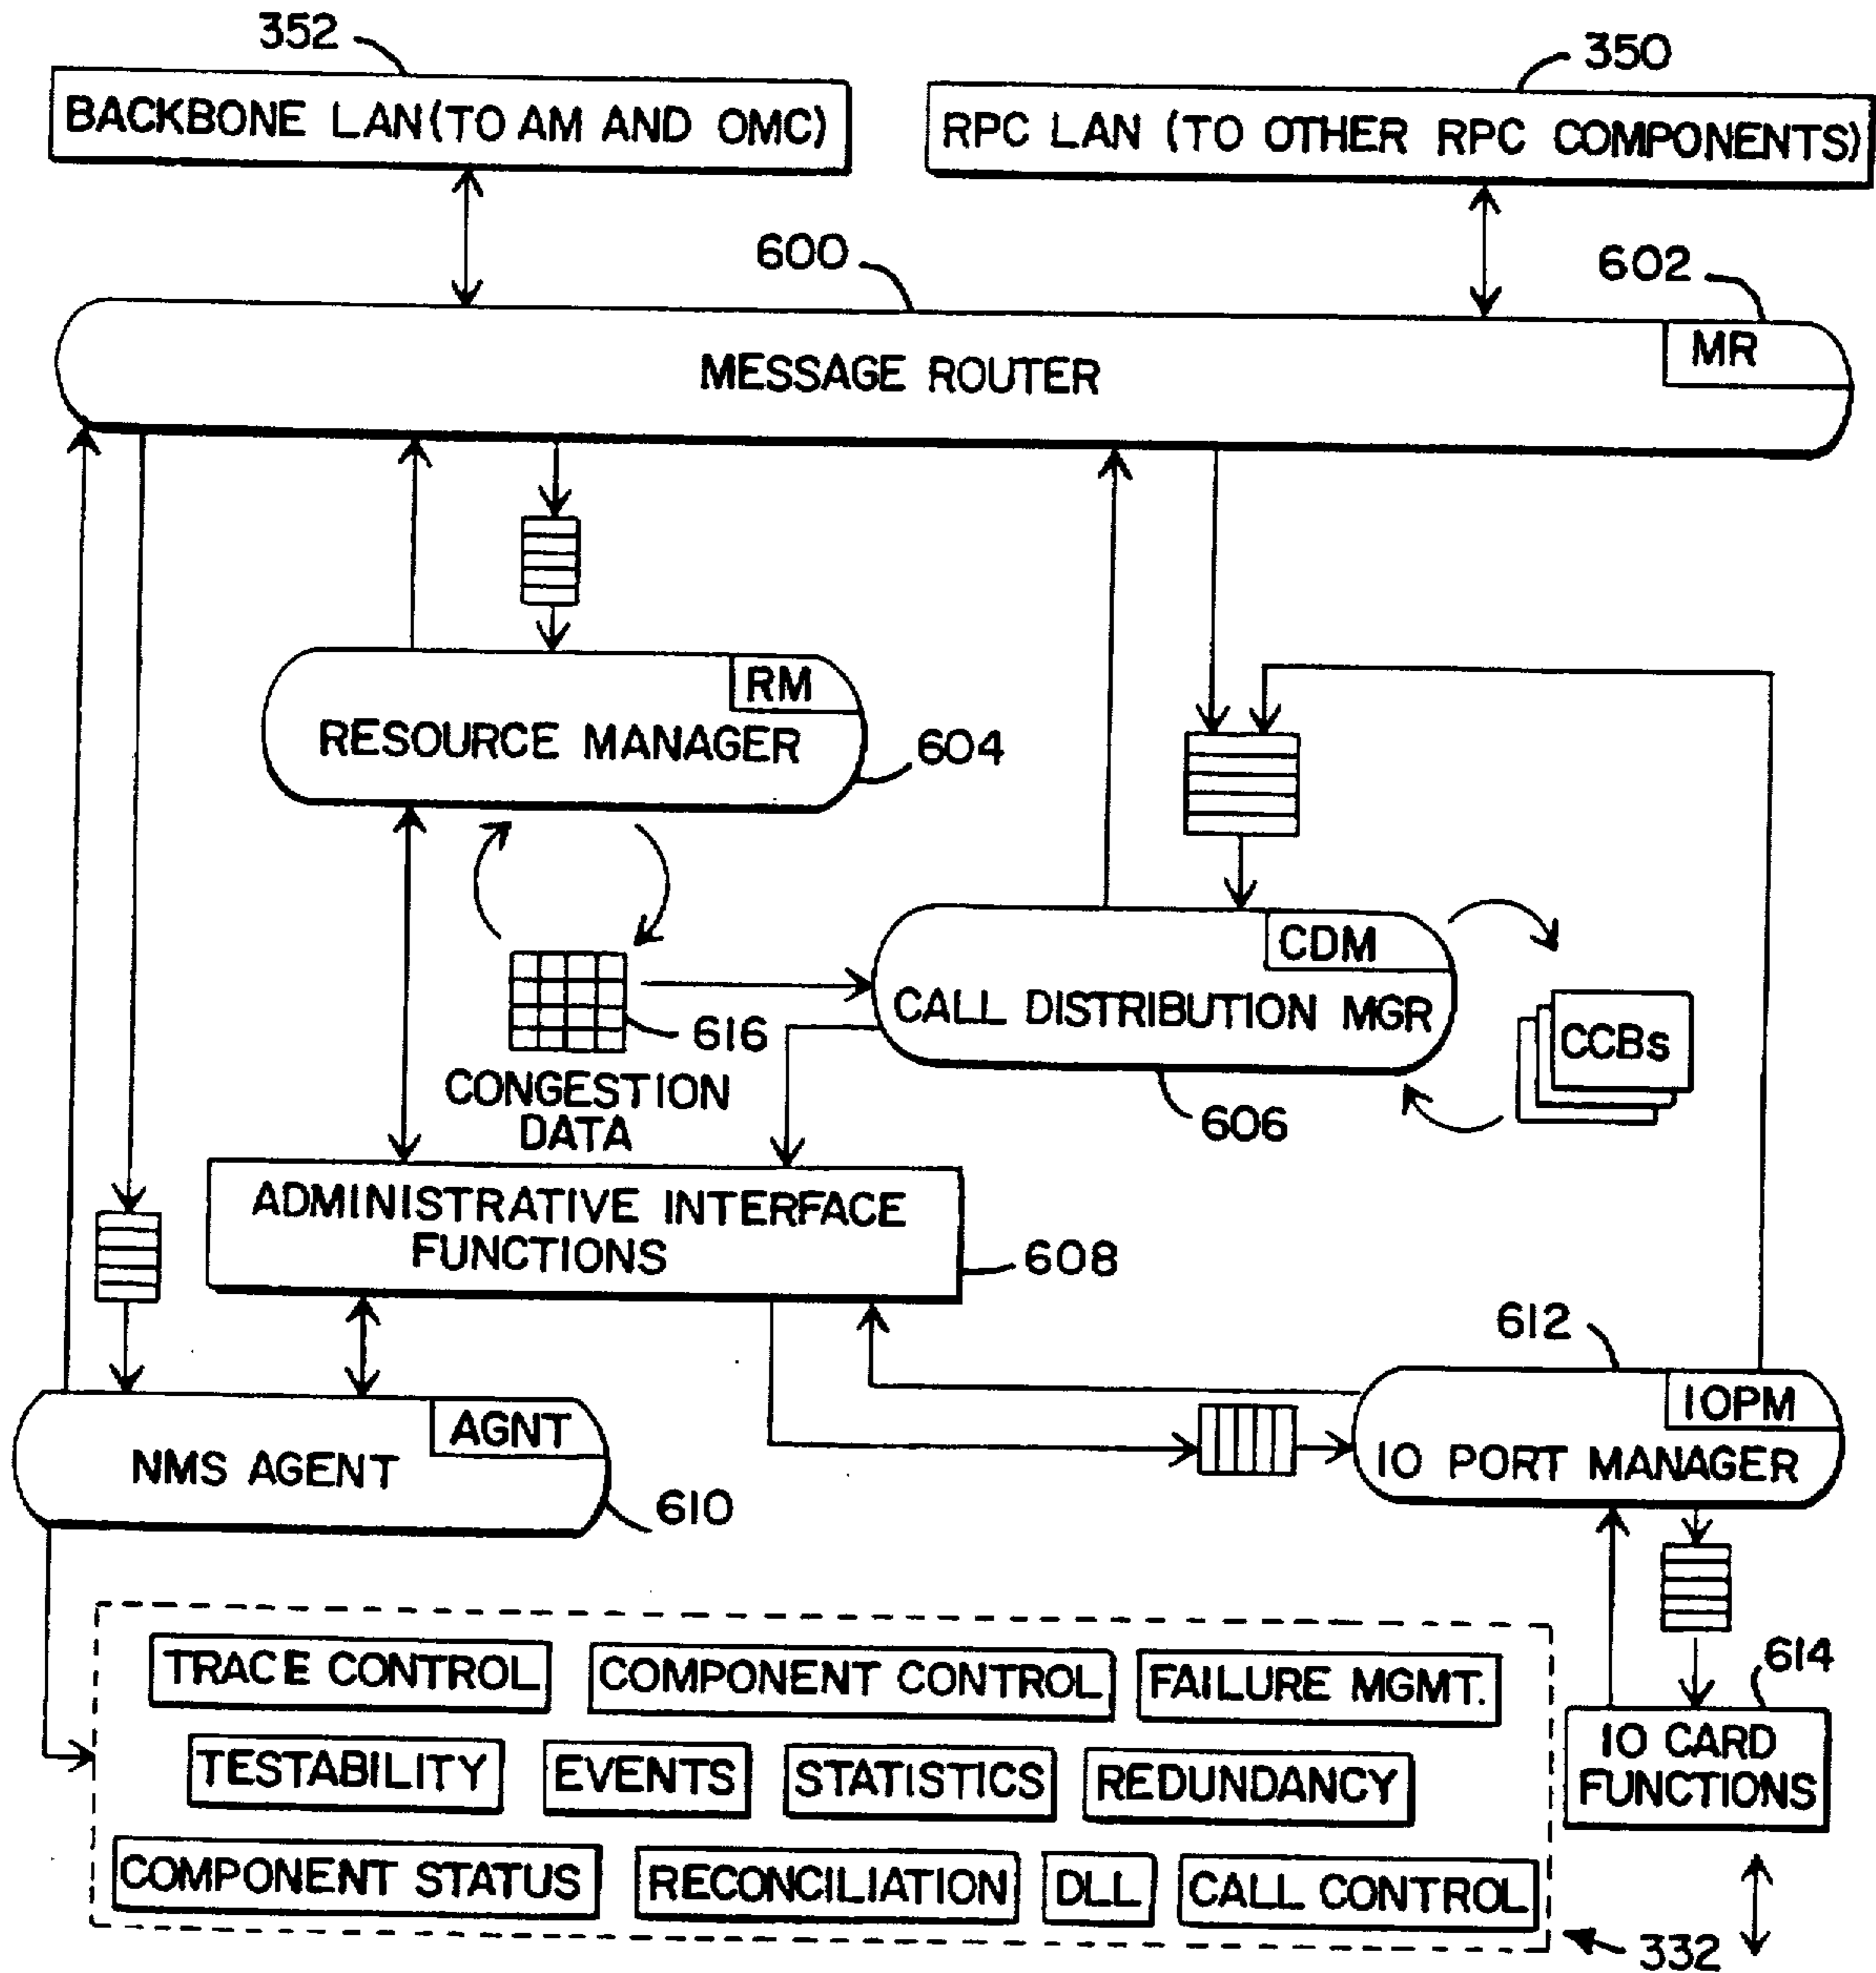 352
350
BACKBONE LAN (TO AM AND OMC)
RPC LAN (TO OTHER RPC COMPONENTS)
600
602
MR
MESSAGE ROUTER
RM
RESOURCE MANAGER
604
CDM
CALL DISTRIBUTION MGR
616
CCBs
CONGESTION
DATA
606
ADMINISTRATIVE INTERFACE
FUNCTIONS
608
612
IOPM
IO PORT MANAGER
AGNT
NMS AGENT
610
614
TRACE CONTROL
COMPONENT CONTROL
FAILURE MGMT.
IO CARD
FUNCTIONS
TESTABILITY
EVENTS
STATISTICS
REDUNDANCY
COMPONENT STATUS
RECONCILIATION
DLL
CALL CONTROL
332